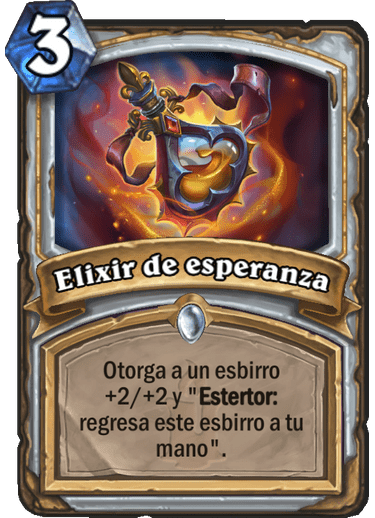 3
Elixir de esperanza
Otorga a un esbirro
+2/+2 y "Estertor:
regresa este esbirro a tu
mano".